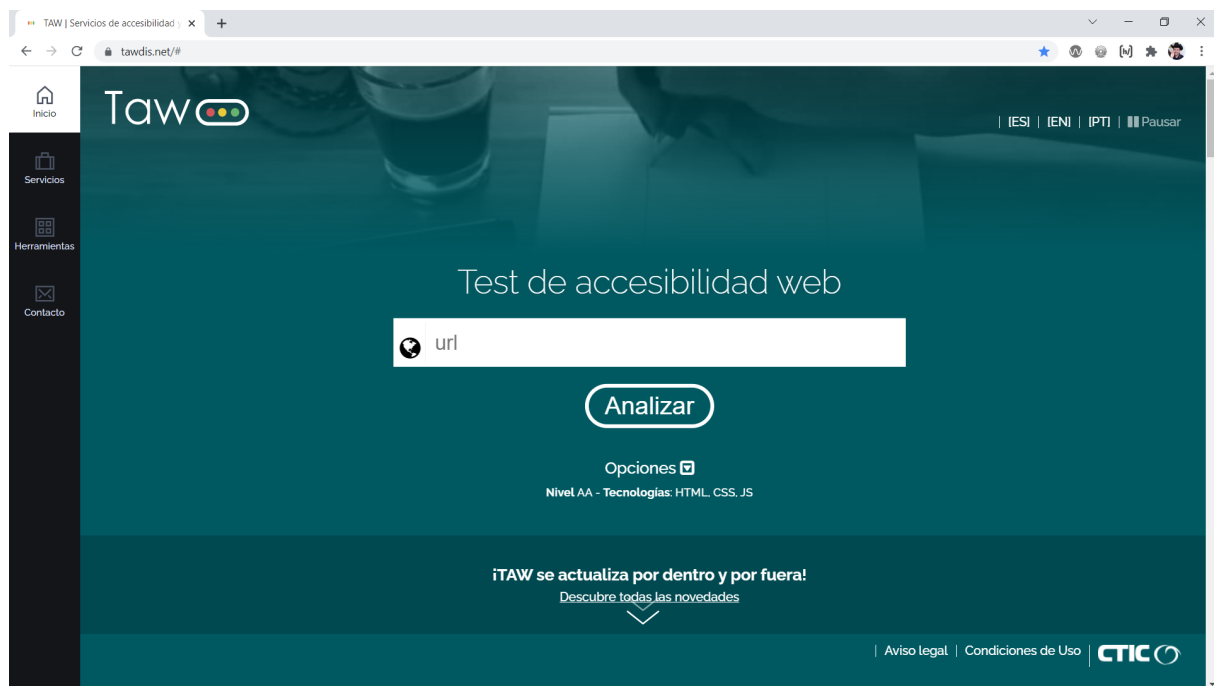 TAW | Servicios de accesibilidad y
tawdis.net/#
Inicio
Servicios
Herramientas
Contacto
Taw
| [ES] | [EN] | [PT] | Pausar
Test de accesibilidad web
url
Analizar
Opciones
Nivel AA - Tecnologías: HTML, CSS, JS
¡TAW se actualiza por dentro y por fuera!
Descubre todas las novedades
| Aviso legal | Condiciones de Uso | CTIC